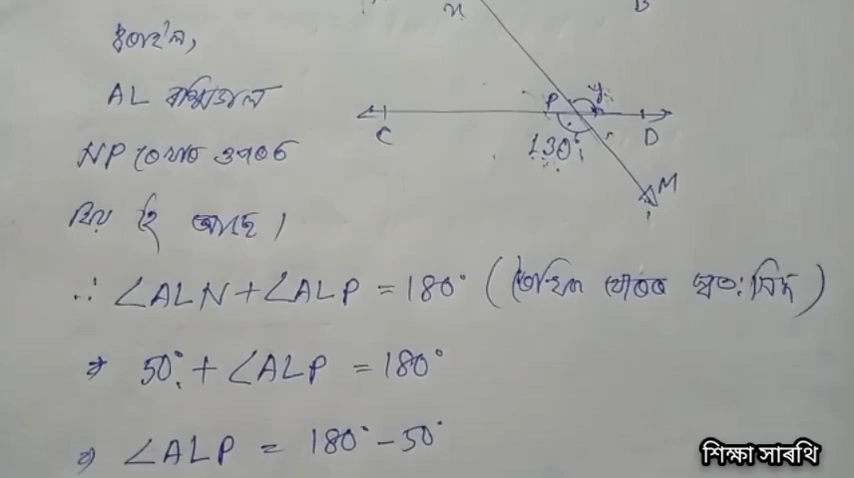 x B
ইয়াত,
AL ৰশ্মিডাল
P y
C 130° D
NP ৰেখাৰ ওপৰত
M
থিয় হৈ আছে।
∴ ∠ALN + ∠ALP = 180° (ৰৈখিক যোৰৰ স্বতঃসিদ্ধ)
⇒ 50° + ∠ALP = 180°
⇒ ∠ALP = 180° - 50°
শিক্ষা সাৰথি